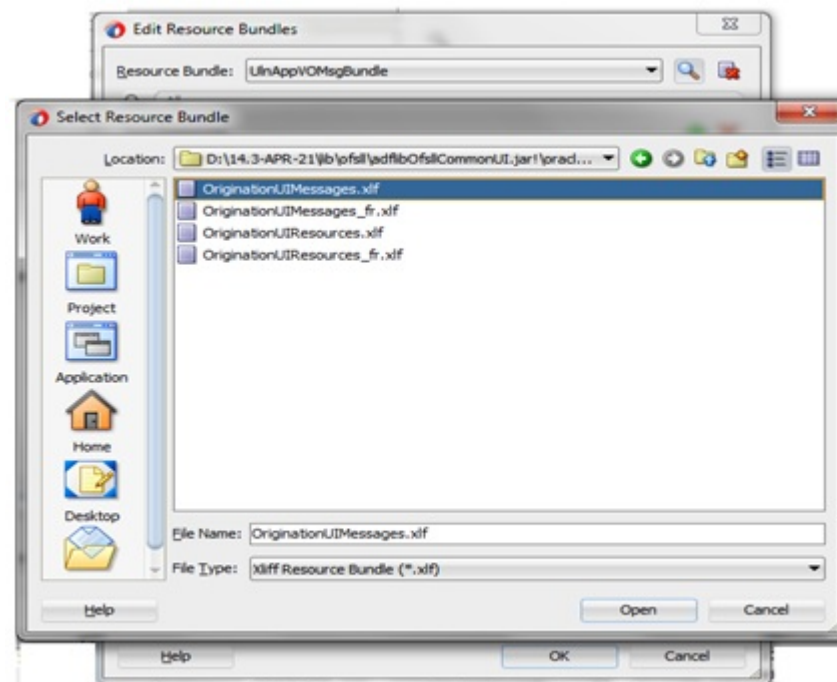 Edit Resource Bundles
Resource Bundle: UlnAppVOMsgBundle
Select Resource Bundle
Location: D:\14.3-APR-21\lib\ofsll\adflibOfsllCommonUI.jar!\oracl...
OriginationUIMessages.xlf
OriginationUIMessages_fr.xlf
OriginationUIResources.xlf
OriginationUIResources_fr.xlf
Work
Project
Application
Home
Desktop
File Name: OriginationUIMessages.xlf
File Type: Xliff Resource Bundle (*.xlf)
Help Open Cancel
Help OK Cancel